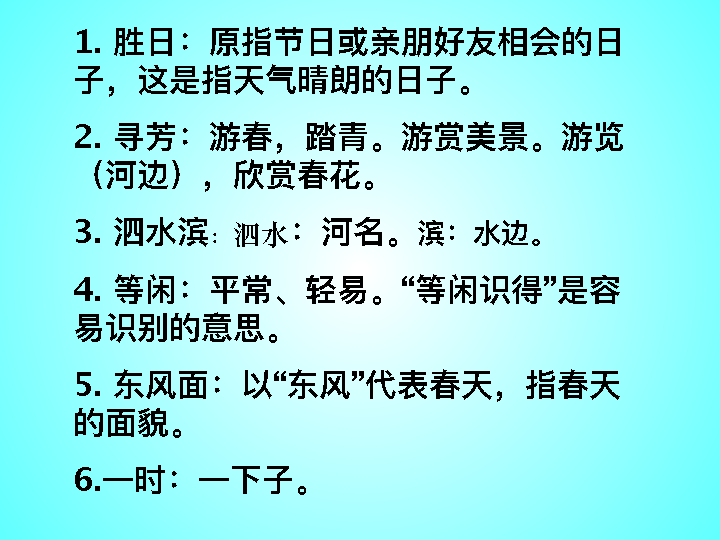 1. 胜日：原指节日或亲朋好友相会的日
子，这是指天气晴朗的日子。
2. 寻芳：游春，踏青。游赏美景。游览
（河边），欣赏春花。
3. 泗水滨：泗水：河名。滨：水边。
4. 等闲：平常、轻易。“等闲识得”是容
易识别的意思。
5. 东风面：以“东风”代表春天，指春天
的面貌。
6.一时：一下子。